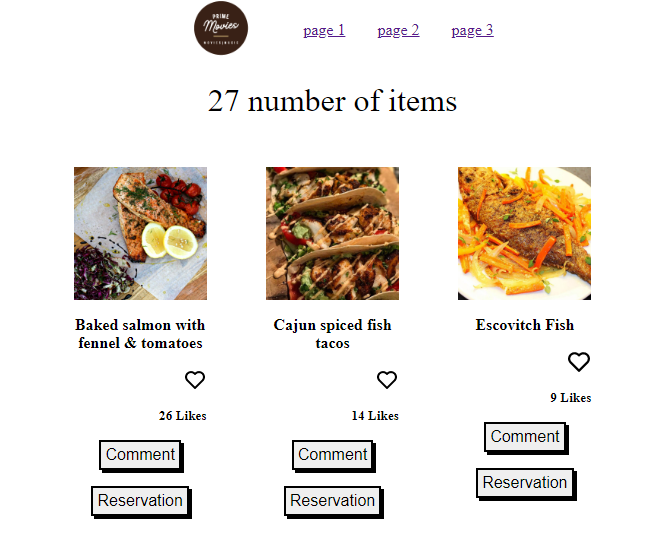 PRIME
Movies
page 1 page 2 page 3
27 number of items
Baked salmon with
fennel & tomatoes
Cajun spiced fish
tacos
Escovitch Fish
26 Likes
14 Likes
9 Likes
Comment
Comment
Comment
Reservation
Reservation
Reservation